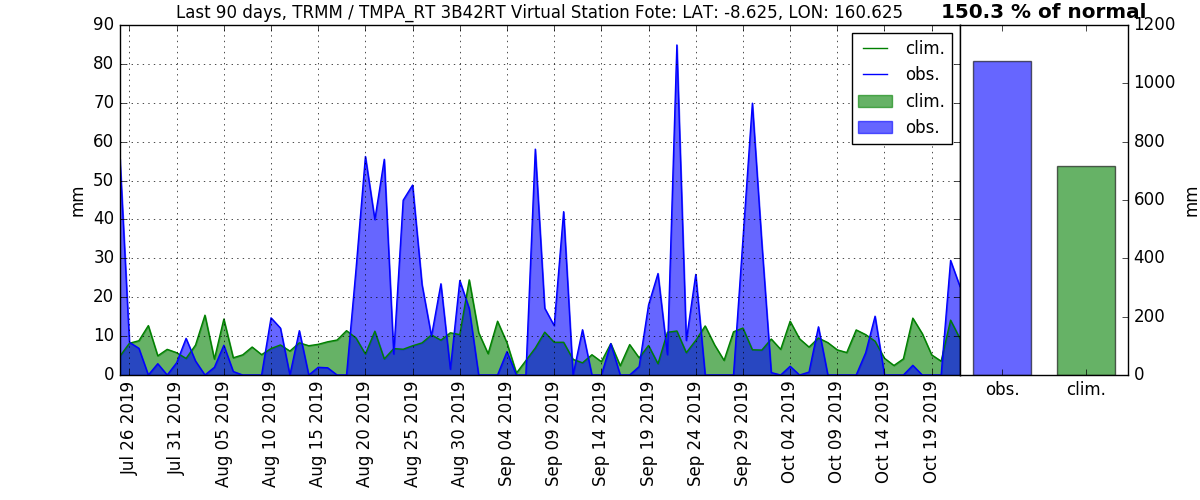 Last 90 days, TRMM / TMPA_RT 3B42RT Virtual Station Fote: LAT: -8.625, LON: 160.625
150.3 % of normal
90
80
70
60
50
40
30
20
10
0
mm
clim.
obs.
clim.
obs.
1200
1000
800
600
400
200
0
mm
obs.
clim.
Jul 26 2019
Jul 31 2019
Aug 05 2019
Aug 10 2019
Aug 15 2019
Aug 20 2019
Aug 25 2019
Aug 30 2019
Sep 04 2019
Sep 09 2019
Sep 14 2019
Sep 19 2019
Sep 24 2019
Sep 29 2019
Oct 04 2019
Oct 09 2019
Oct 14 2019
Oct 19 2019